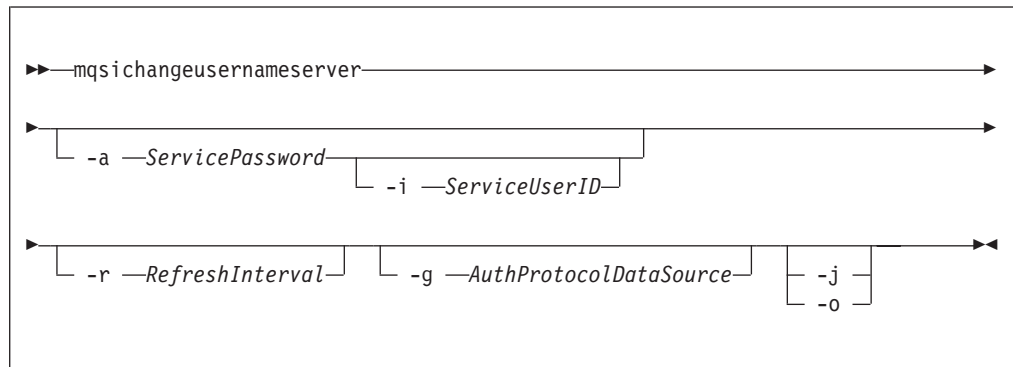 mqsichangeusernameserver
-a ServicePassword
-i ServiceUserID
-r RefreshInterval -g AuthProtocolDataSource -j
-o